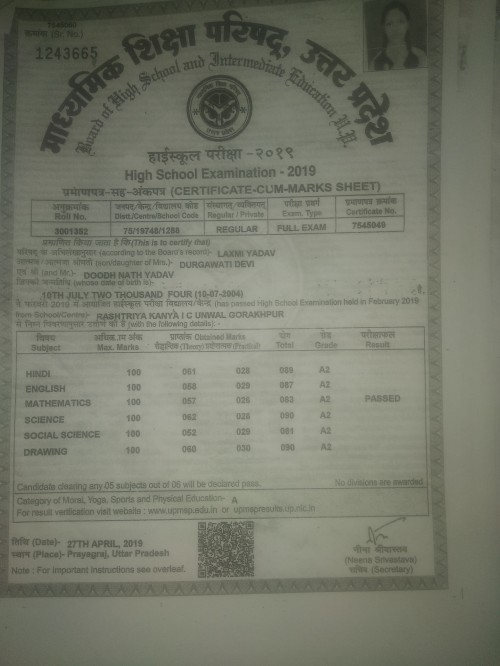 क्रमांक (Sr. No.)
1243665
माध्यमिक शिक्षा परिषद्, उत्तर प्रदेश
Board of High School and Intermediate Education U.P.
हाईस्कूल परीक्षा - २०१९
High School Examination - 2019
प्रमाणपत्र-सह-अंकपत्र (CERTIFICATE-CUM-MARKS SHEET)
अनुक्रमांक जनपद/केन्द्र/विद्यालय कोड संस्थागत/व्यक्तिगत परीक्षा प्रकार प्रमाणपत्र क्रमांक
Roll No. Distt./Centre/School Code Regular / Private Exam. Type Certificate No.
75/19748/1266 REGULAR FULL EXAM 7545049
प्रमाणित किया जाता है कि(This is to certify that)
परिषद् के अभिलेखानुसार (according to the Board's record)- LAXMI YADAV
(son/daughter of Mrs.)- DURGAWATI DEVI
एवं श्री (and Mr.)- DOODH NATH YADAV
जिनकी जन्मतिथि (whose date of birth is)-
10TH JULY TWO THOUSAND FOUR (10-07-2004)
(has passed High School Examination held in February 2019
from School/Centre)- RASHTRIYA KANYA I C UNWAL GORAKHPUR
(with the following details) :-
विषय अधिकतम अंक प्राप्तांक Obtained Marks योग ग्रेड परीक्षाफल
Subject Max. Marks सैद्धान्तिक (Theory) प्रयोगात्मक (Practical) Total Grade Result
HINDI 100 061 028 089 A2
ENGLISH 100 058 029 087 A2
MATHEMATICS 100 057 026 083 A2 PASSED
SCIENCE 100 062 028 090 A2
SOCIAL SCIENCE 100 052 029 081 A2
DRAWING 100 060 030 090 A2
Candidate clearing any 05 subjects out of 06 will be declared pass. No divisions are awarded
Category of Moral, Yoga, Sports and Physical Education- A
For result verification visit website : www.upmsp.edu.in or upmspresults.up.nic.in
तिथि (Date)- 27TH APRIL, 2019
स्थान (Place)- Prayagraj, Uttar Pradesh
नीना श्रीवास्तव
(Neena Srivastava)
सचिव (Secretary)
Note : For important instructions see overleaf.